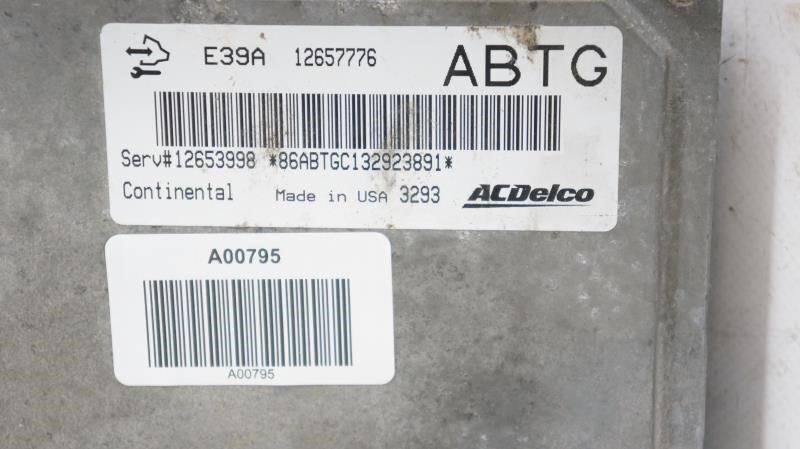 E39A 12657776 ABTG
Serv#12653998 *86ABTGC132923891*
Continental Made in USA 3293 ACDelco
A00795
A00795